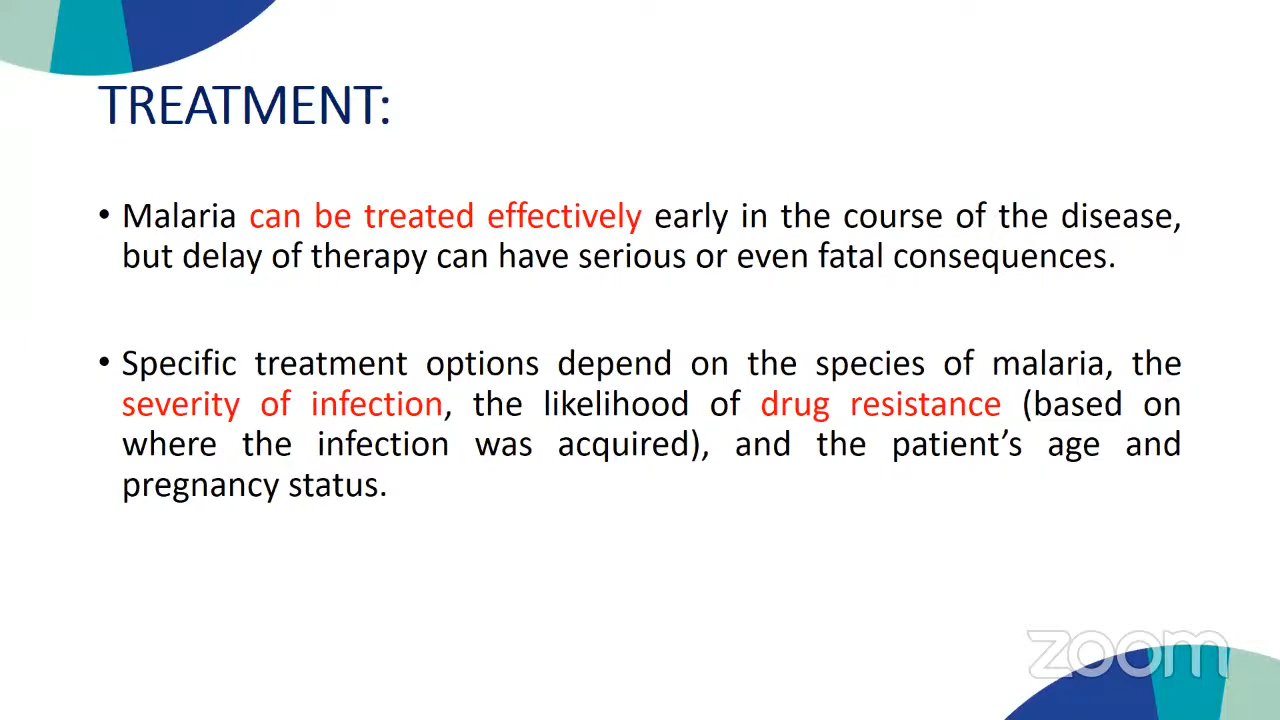 TREATMENT:
• Malaria can be treated effectively early in the course of the disease,
but delay of therapy can have serious or even fatal consequences.
• Specific treatment options depend on the species of malaria, the
severity of infection, the likelihood of drug resistance (based on
where the infection was acquired), and the patient’s age and
pregnancy status.
zoom